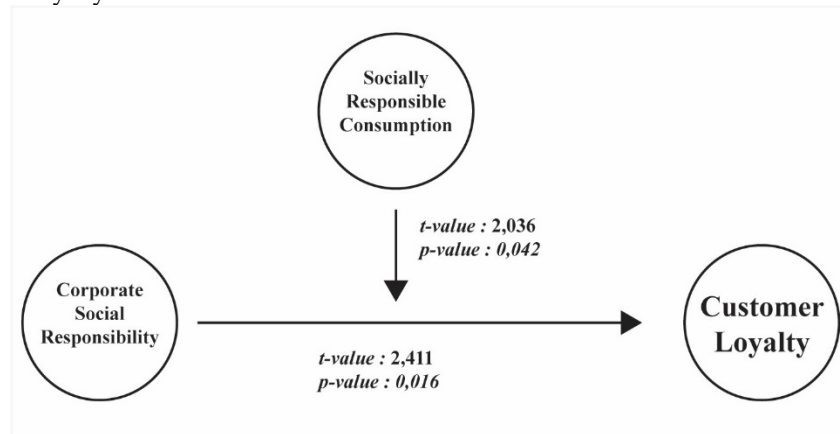 Socially
Responsible
Consumption
t-value : 2,036
p-value : 0,042
Corporate
Social
Responsibility
Customer
Loyalty
t-value : 2,411
p-value : 0,016